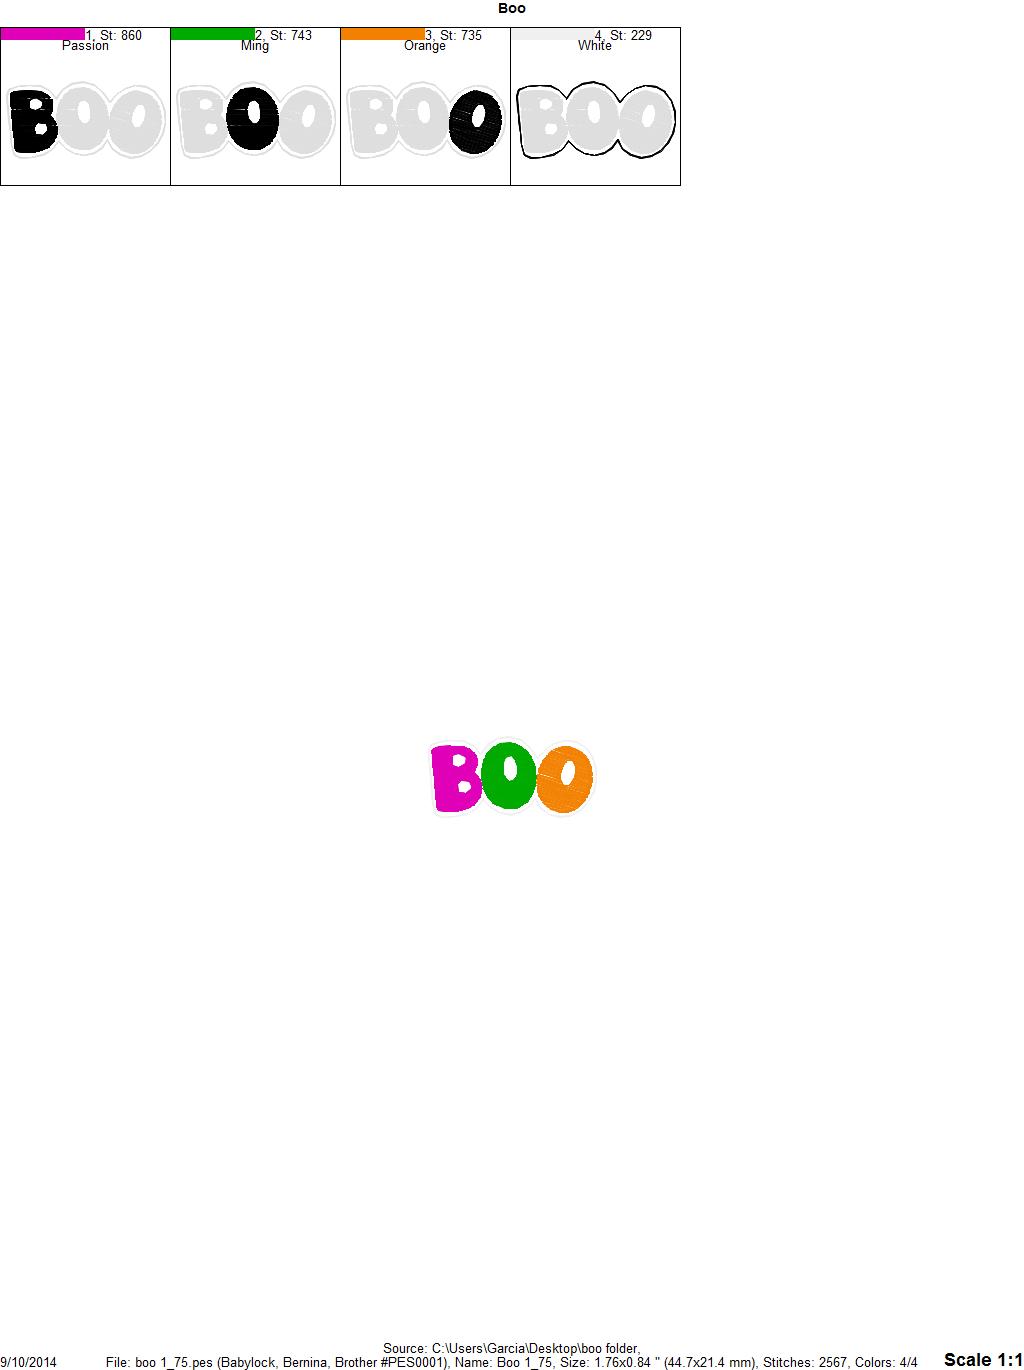 Boo
1, St: 860
Passion
2, St: 743
Ming
3, St: 735
Orange
4, St: 229
White
BOO
BOO
BOO
BOO
BOO
Source: C:\Users\Garcia\Desktop\boo folder,
9/10/2014 File: boo 1_75.pes (Babylock, Bernina, Brother #PES0001), Name: Boo 1_75, Size: 1.76x0.84 " (44.7x21.4 mm), Stitches: 2567, Colors: 4/4 Scale 1:1